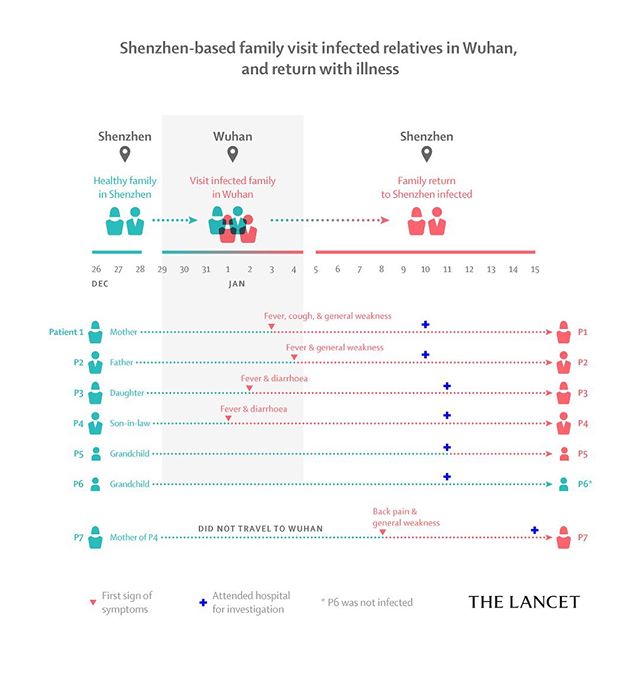 Shenzhen-based family visit infected relatives in Wuhan,
and return with illness
Shenzhen
Wuhan
Shenzhen
Healthy family
in Shenzhen
Visit infected family
in Wuhan
Family return
to Shenzhen infected
26 27 28 29 30 31 1 2 3 4 5 6 7 8 9 10 11 12 13 14 15
DEC JAN
Fever, cough, & general weakness
Patient 1 Mother P1
Fever & general weakness
P2 Father P2
Fever & diarrhoea
P3 Daughter P3
Fever & diarrhoea
P4 Son-in-law P4
P5 Grandchild P5
P6 Grandchild P6*
Back pain &
general weakness
DID NOT TRAVEL TO WUHAN
P7 Mother of P4 P7
First sign of
symptoms
Attended hospital
for investigation
* P6 was not infected
THE LANCET